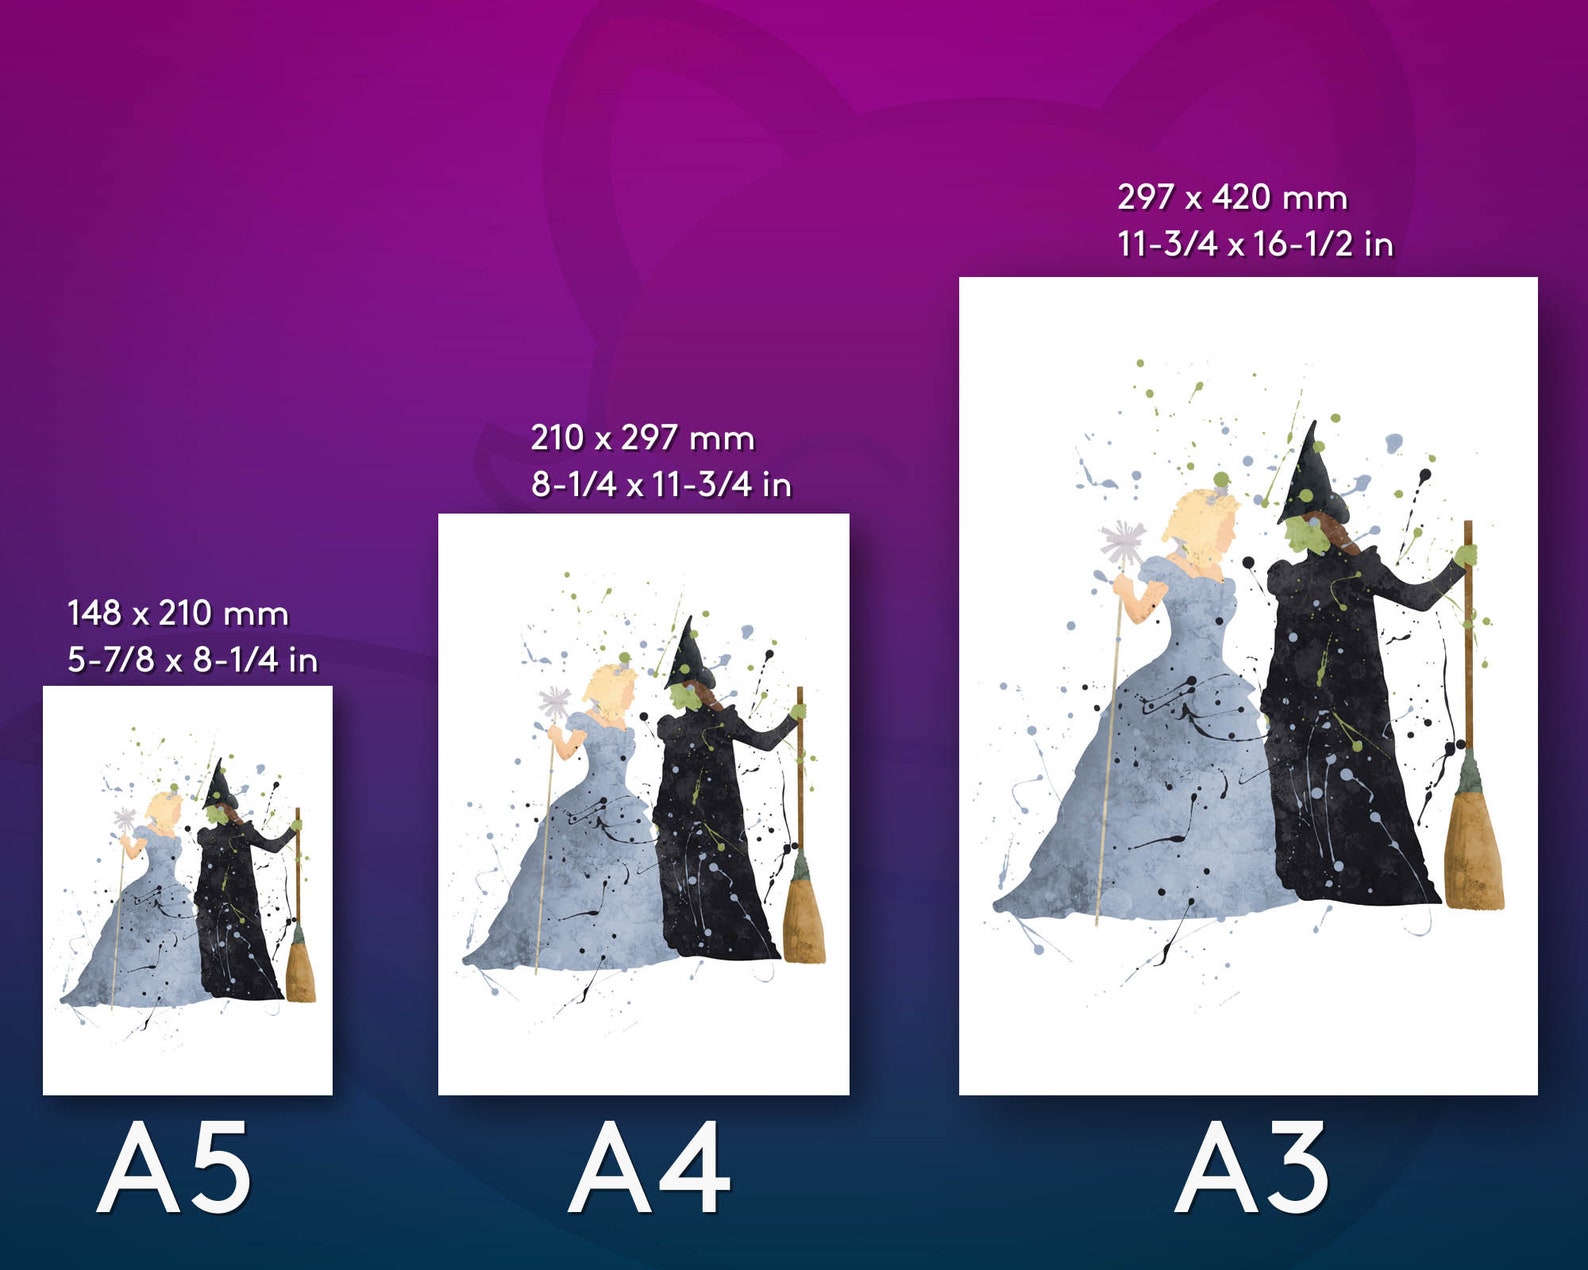 148 x 210 mm
5-7/8 x 8-1/4 in
A5
210 x 297 mm
8-1/4 x 11-3/4 in
A4
297 x 420 mm
11-3/4 x 16-1/2 in
A3